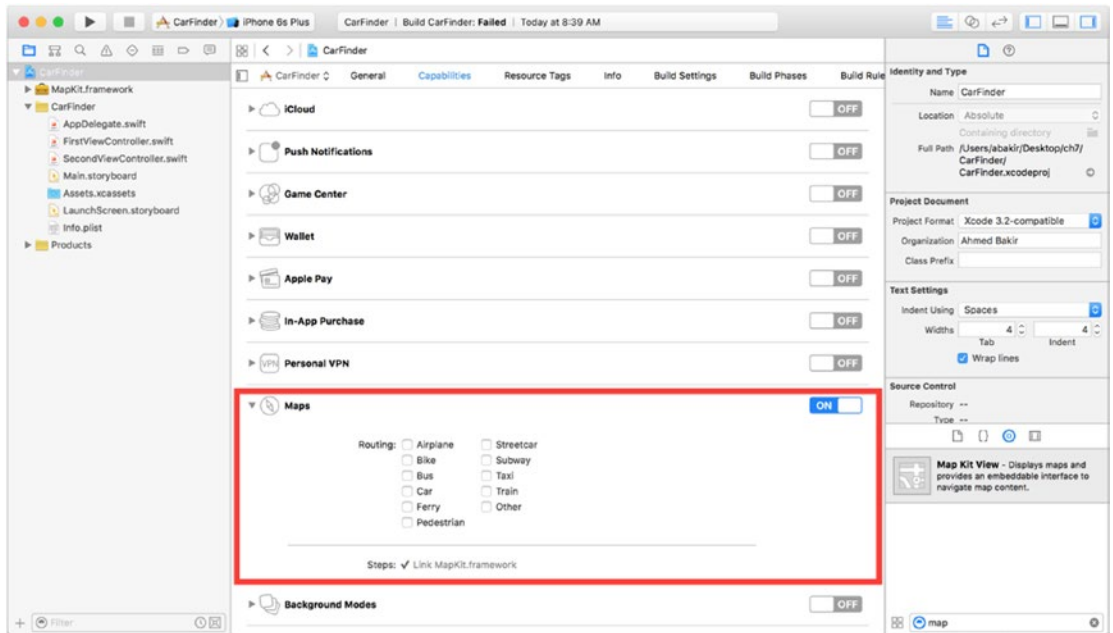 CarFinder iPhone 6s Plus CarFinder | Build CarFinder: Failed | Today at 8:39 AM
CarFinder
CarFinder
MapKit.framework
CarFinder
AppDelegate.swift
FirstViewController.swift
SecondViewController.swift
Main.storyboard
Assets.xcassets
LaunchScreen.storyboard
Info.plist
Products
Filter
CarFinder General Capabilities Resource Tags Info Build Settings Build Phases Build Rule
iCloud OFF
Push Notifications OFF
Game Center OFF
Wallet OFF
Apple Pay OFF
In-App Purchase OFF
VPN Personal VPN OFF
Maps ON
Routing: Airplane Streetcar
Bike Subway
Bus Taxi
Car Train
Ferry Other
Pedestrian
Steps: ✓ Link MapKit.framework
Background Modes OFF
Identity and Type
Name CarFinder
Location Absolute
Containing directory
Full Path /Users/abakir/Desktop/ch7/
CarFinder/
CarFinder.xcodeproj
Project Document
Project Format Xcode 3.2-compatible
Organization Ahmed Bakir
Class Prefix
Text Settings
Indent Using Spaces
Widths 4 4
Tab Indent
Wrap lines
Source Control
Repository --
Type --
Map Kit View - Displays maps and
provides an embeddable interface to
navigate map content.
map